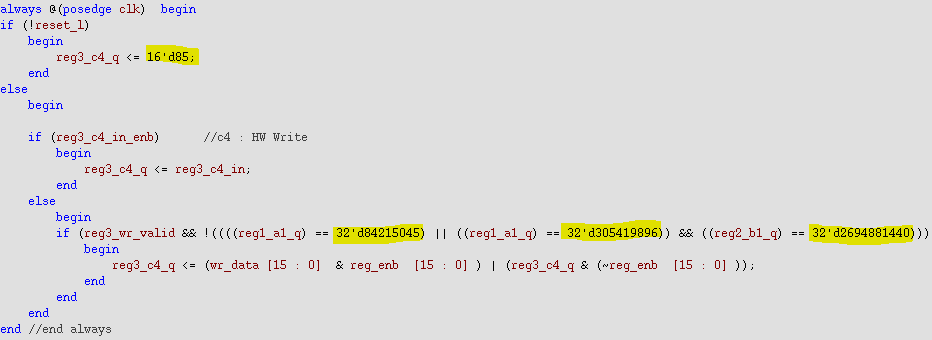 always @(posedge clk)  begin
if (!reset_l)
    begin
        reg3_c4_q <= 16'd85;
    end
else
    begin

    if (reg3_c4_in_enb)      //c4 : HW Write
        begin
            reg3_c4_q <= reg3_c4_in;
        end
    else
        begin
        if (reg3_wr_valid && !((((reg1_a1_q) == 32'd84215045) || ((reg1_a1_q) == 32'd305419896)) && ((reg2_b1_q) == 32'd2694881440)))
            begin
            reg3_c4_q <= (wr_data [15 : 0]  & reg_enb  [15 : 0] ) | (reg3_c4_q & (~reg_enb  [15 : 0] ));
            end
        end
    end
end //end always